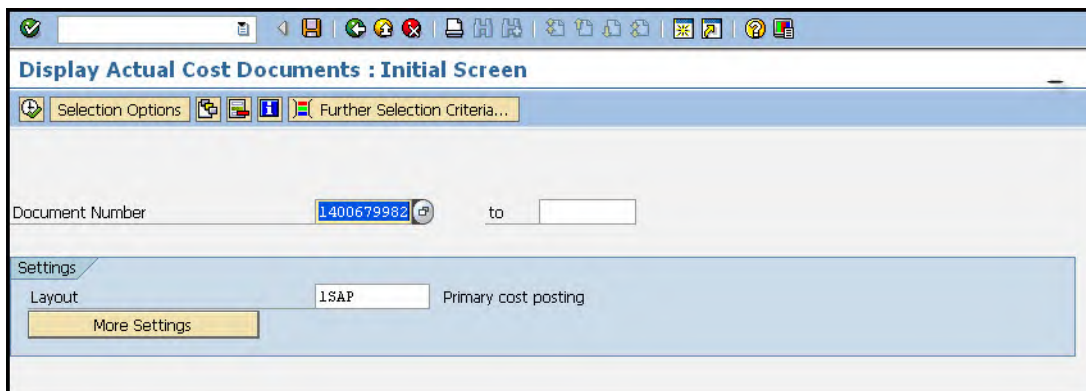 Display Actual Cost Documents : Initial Screen
Selection Options Further Selection Criteria...
Document Number 1400679982 to
Settings
Layout 1SAP Primary cost posting
More Settings